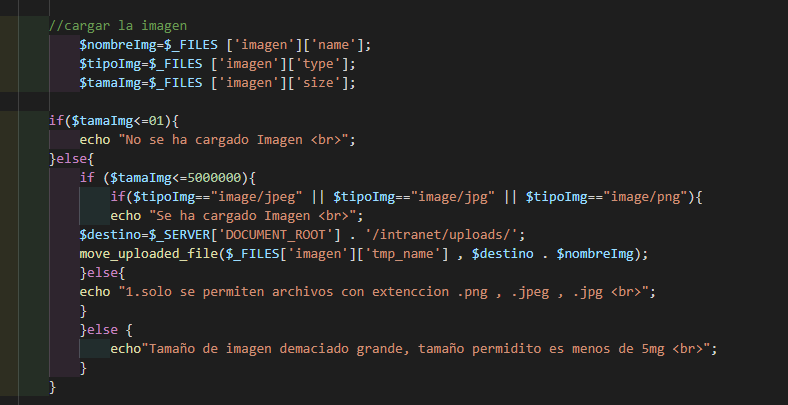 //cargar la imagen
$nombreImg=$_FILES ['imagen']['name'];
$tipoImg=$_FILES ['imagen']['type'];
$tamaImg=$_FILES ['imagen']['size'];
if($tamaImg<=01){
echo "No se ha cargado Imagen <br>";
}else{
if ($tamaImg<=5000000){
if($tipoImg=="image/jpeg" || $tipoImg=="image/jpg" || $tipoImg=="image/png"){
echo "Se ha cargado Imagen <br>";
$destino=$_SERVER['DOCUMENT_ROOT'] . '/intranet/uploads/';
move_uploaded_file($_FILES['imagen']['tmp_name'] , $destino . $nombreImg);
}else{
echo "1.solo se permiten archivos con extenccion .png , .jpeg , .jpg <br>";
}
}else {
echo"Tamaño de imagen demaciado grande, tamaño permidito es menos de 5mg <br>";
}
}